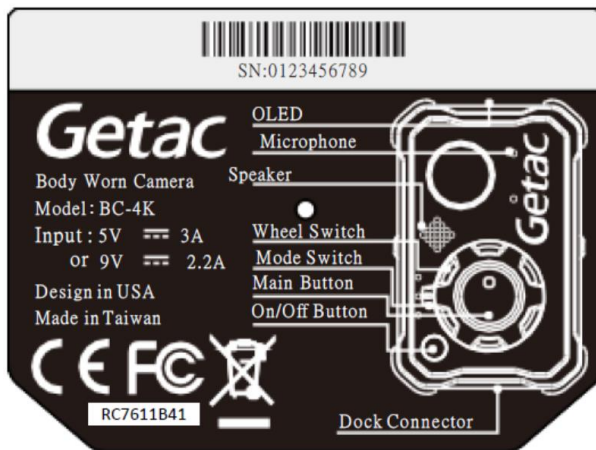 SN:0123456789
Getac
Body Worn Camera
Model: BC-4K
Input : 5V ⎓ 3A
or 9V ⎓ 2.2A
Design in USA
Made in Taiwan
CE FC
RC7611B41
OLED
Microphone
Speaker
Wheel Switch
Mode Switch
Main Button
On/Off Button
Dock Connector
Getac